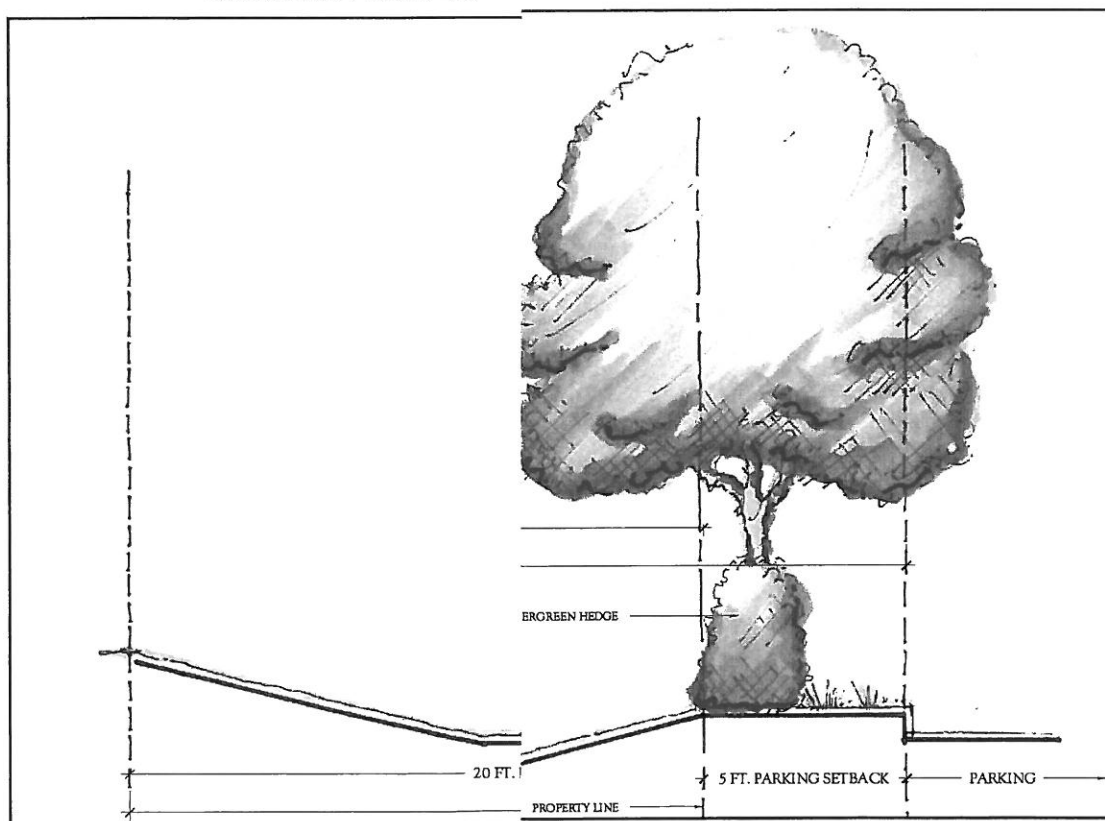 ERGREEN HEDGE
20 FT.
5 FT. PARKING SETBACK
PARKING
PROPERTY LINE